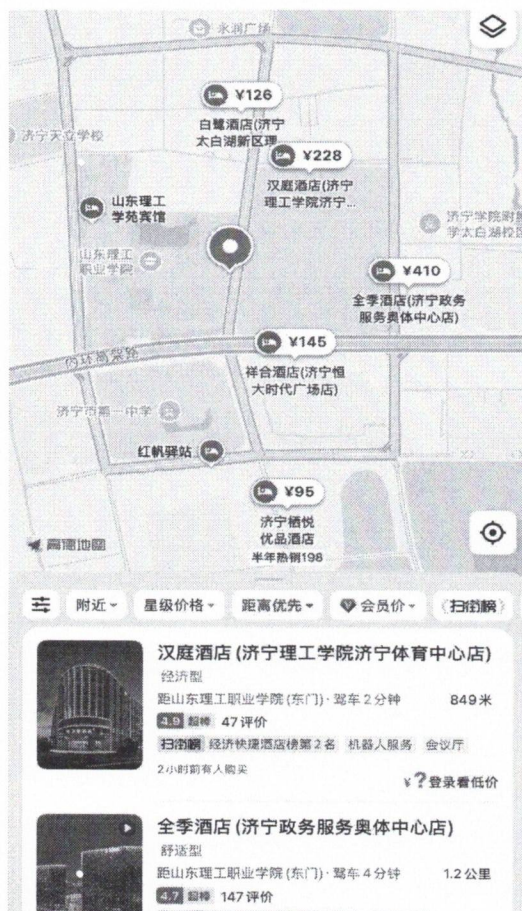 永润广场
¥126
白鹭酒店(济宁
太白湖新区理
济宁天立学校
¥228
汉庭酒店(济宁
理工学院济宁...
山东理工
学苑宾馆
济宁学院附
学太白湖校区
山东理工
职业学院
¥410
全季酒店(济宁政务
服务奥体中心店)
¥145
内环高架路
祥合酒店(济宁恒
大时代广场店)
济宁市第一中学
红帆驿站
¥95
济宁栖悦
优品酒店
半年热销198
高德地图
附近
星级价格
距离优先
会员价
扫街榜
汉庭酒店(济宁理工学院济宁体育中心店)
经济型
距山东理工职业学院(东门)·驾车2分钟 849米
4.9 超棒 47评价
扫街榜 经济快捷酒店榜第2名 机器人服务 会议厅
2小时前有人购买
¥?登录看低价
全季酒店(济宁政务服务奥体中心店)
舒适型
距山东理工职业学院(东门)·驾车4分钟 1.2公里
4.7 超棒 147评价